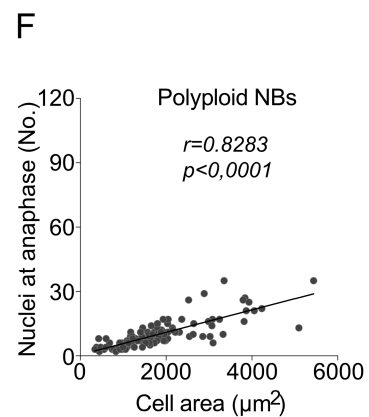 F
Polyploid NBs
r=0.8283
p<0,0001
Nuclei at anaphase (No.)
120
90
60
30
0
0 2000 4000 6000
Cell area (µm²)